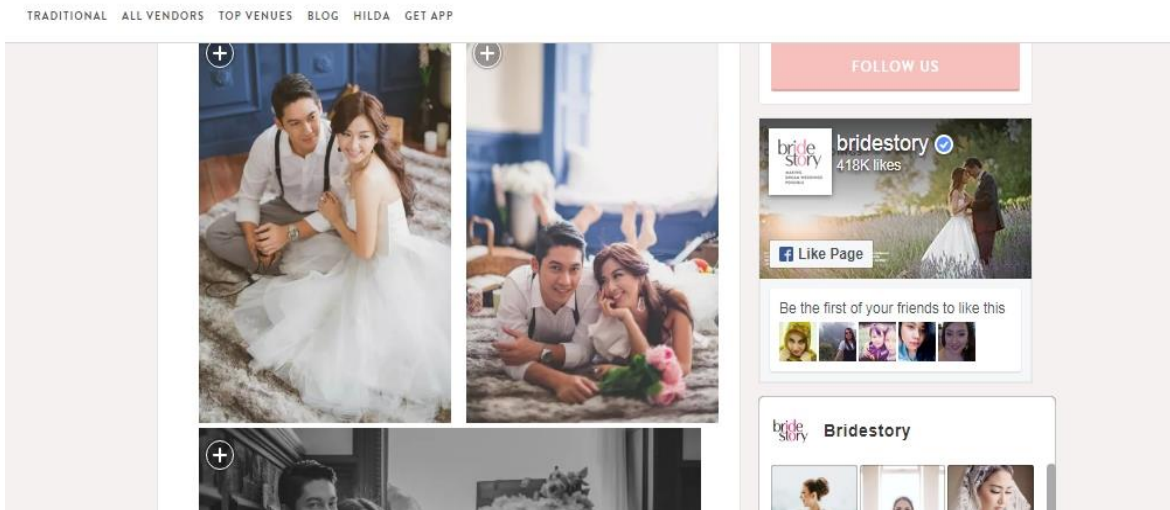 TRADITIONAL ALL VENDORS TOP VENUES BLOG HILDA GET APP
FOLLOW US
bride
story
bridestory
418K likes
Like Page
Be the first of your friends to like this
bride
story
Bridestory